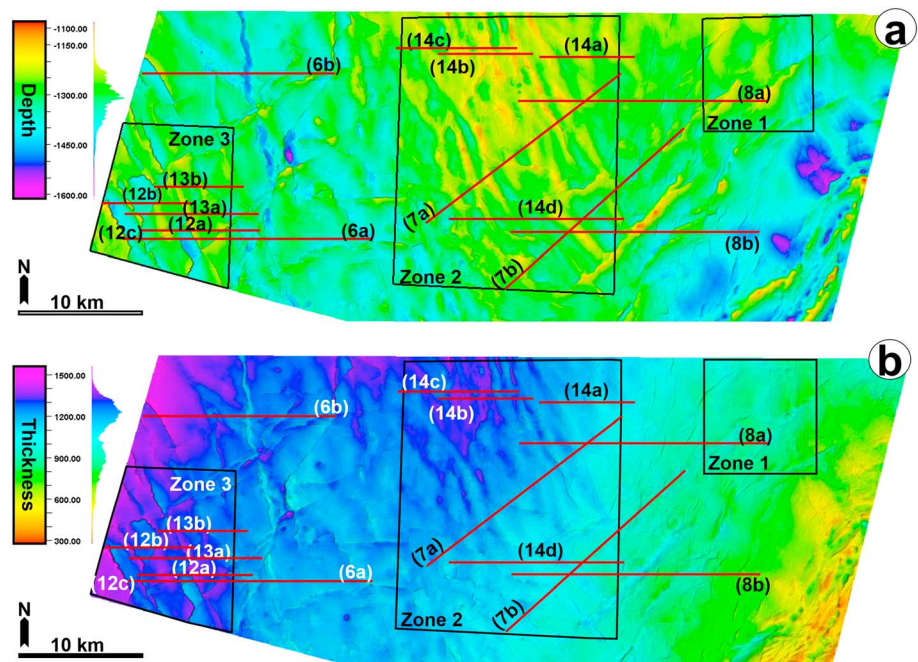 a
-1100.00
-1300.00
-1450.00
-1600.00
Depth
(6b)
(14c)
(14a)
(14b)
(8a)
Zone 1
Zone 3
(13b)
(12b)
(13a)
(7a)
(14d)
(12a)
(12c)
(6a)
(8b)
Zone 2
(7b)
N
10 km
b
1500.00
1200.00
900.00
600.00
300.00
Thickness
(14c)
(14a)
(14b)
(6b)
(8a)
Zone 1
Zone 3
(13b)
(12b)
(13a)
(7a)
(14d)
(12a)
(12c)
(6a)
(8b)
Zone 2
(7b)
N
10 km